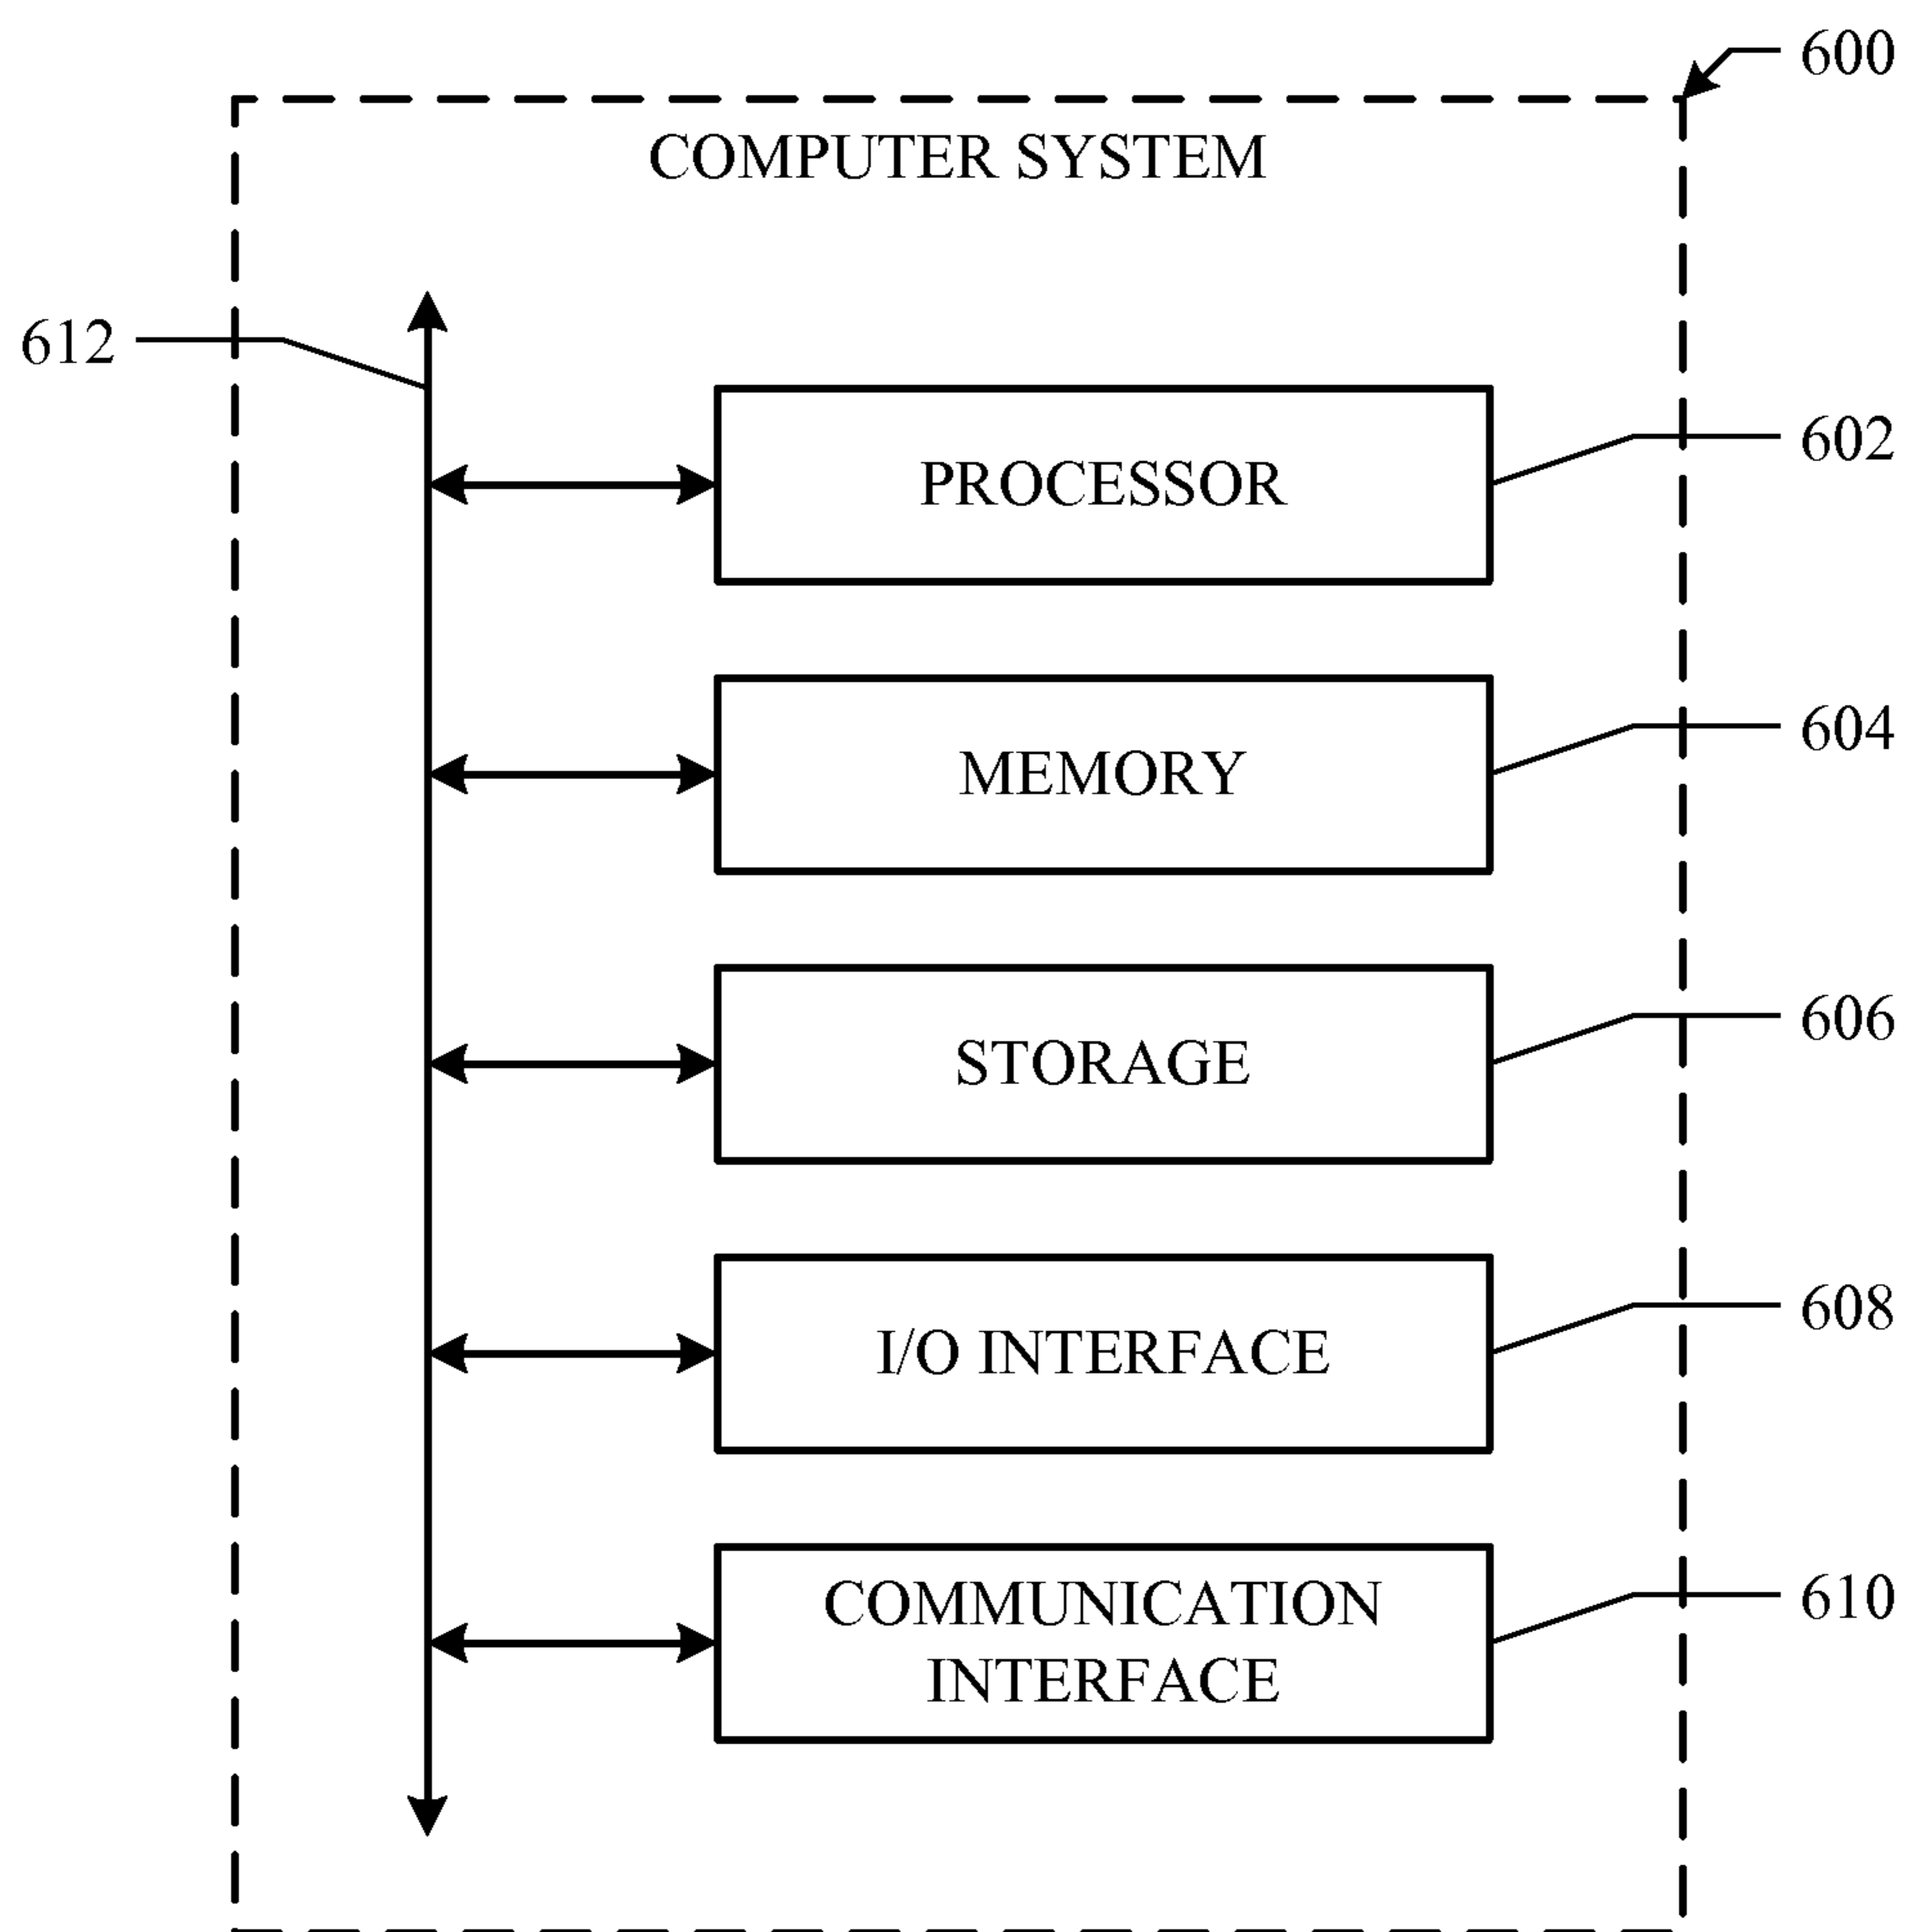 600
COMPUTER SYSTEM
612
602
PROCESSOR
604
MEMORY
606
STORAGE
608
I/O INTERFACE
610
COMMUNICATION
INTERFACE